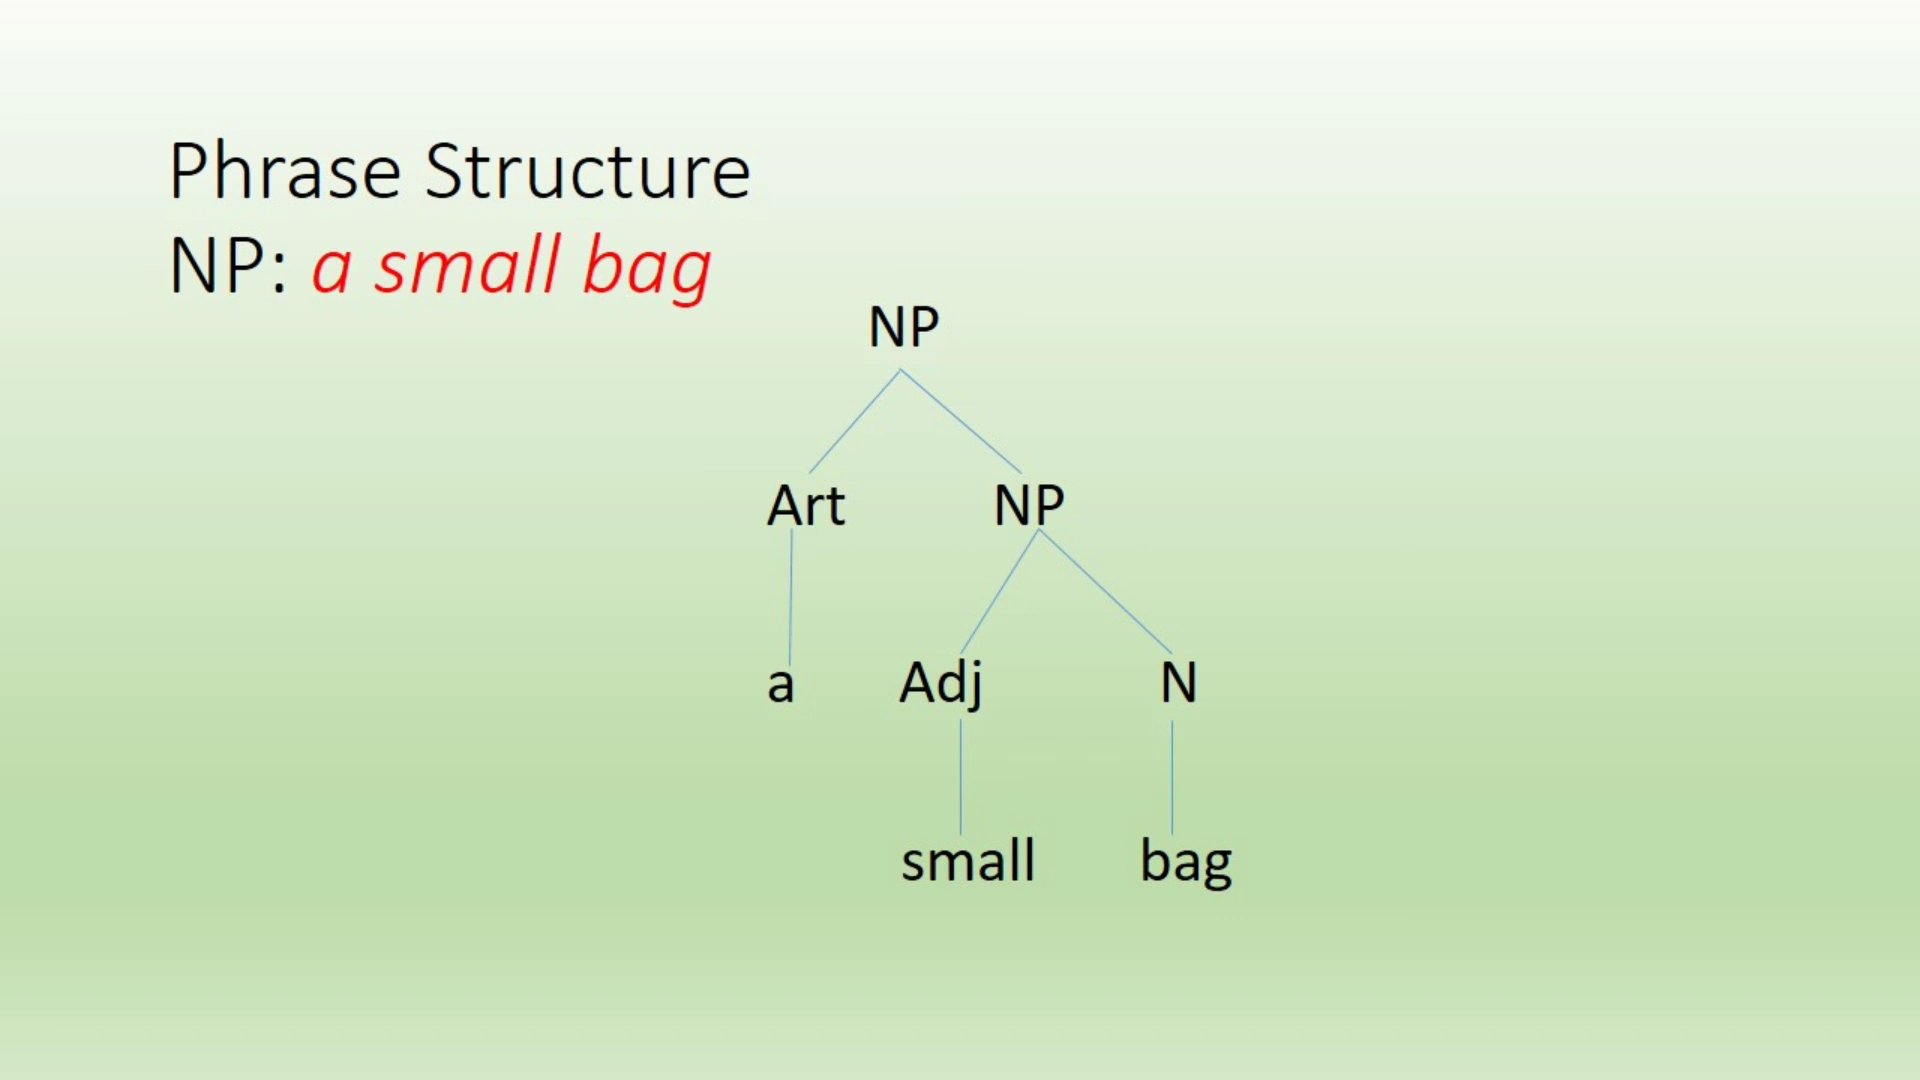 Phrase Structure
NP: a small bag
NP
Art NP
a Adj N
small bag